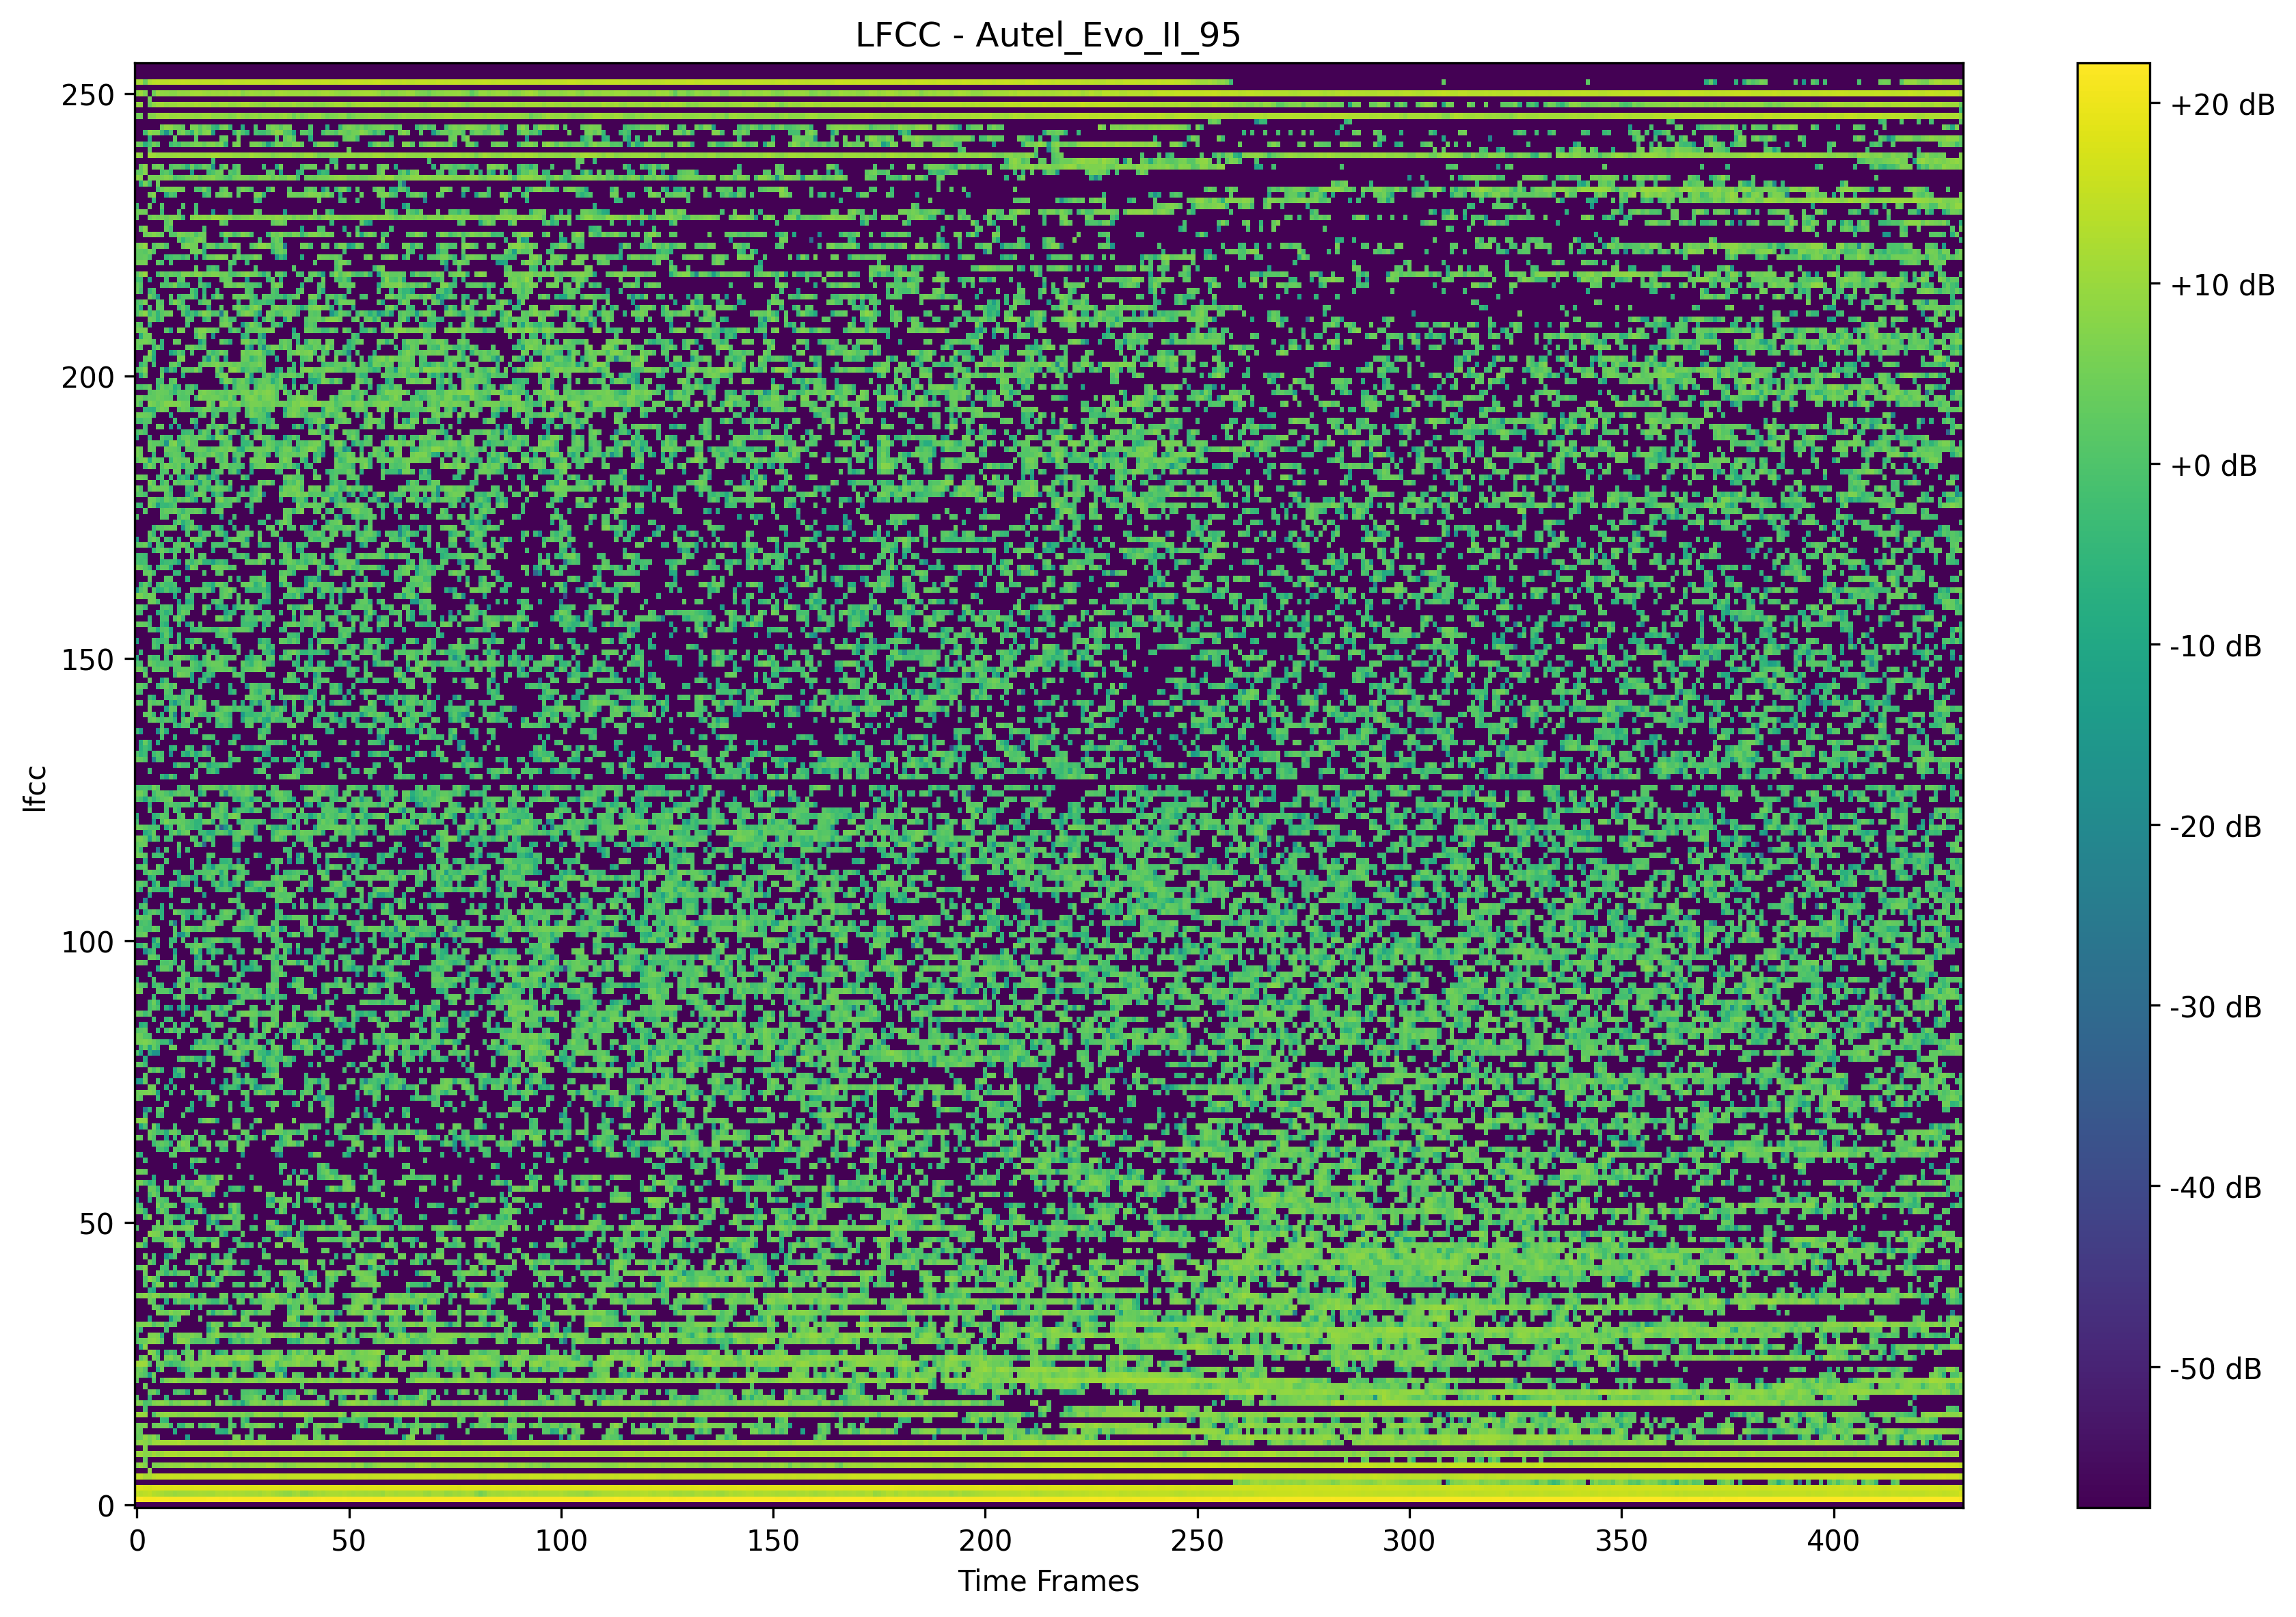 LFCC - Autel_Evo_II_95
250
200
150
100
50
0
lfcc
0 50 100 150 200 250 300 350 400
Time Frames
+20 dB
+10 dB
+0 dB
-10 dB
-20 dB
-30 dB
-40 dB
-50 dB